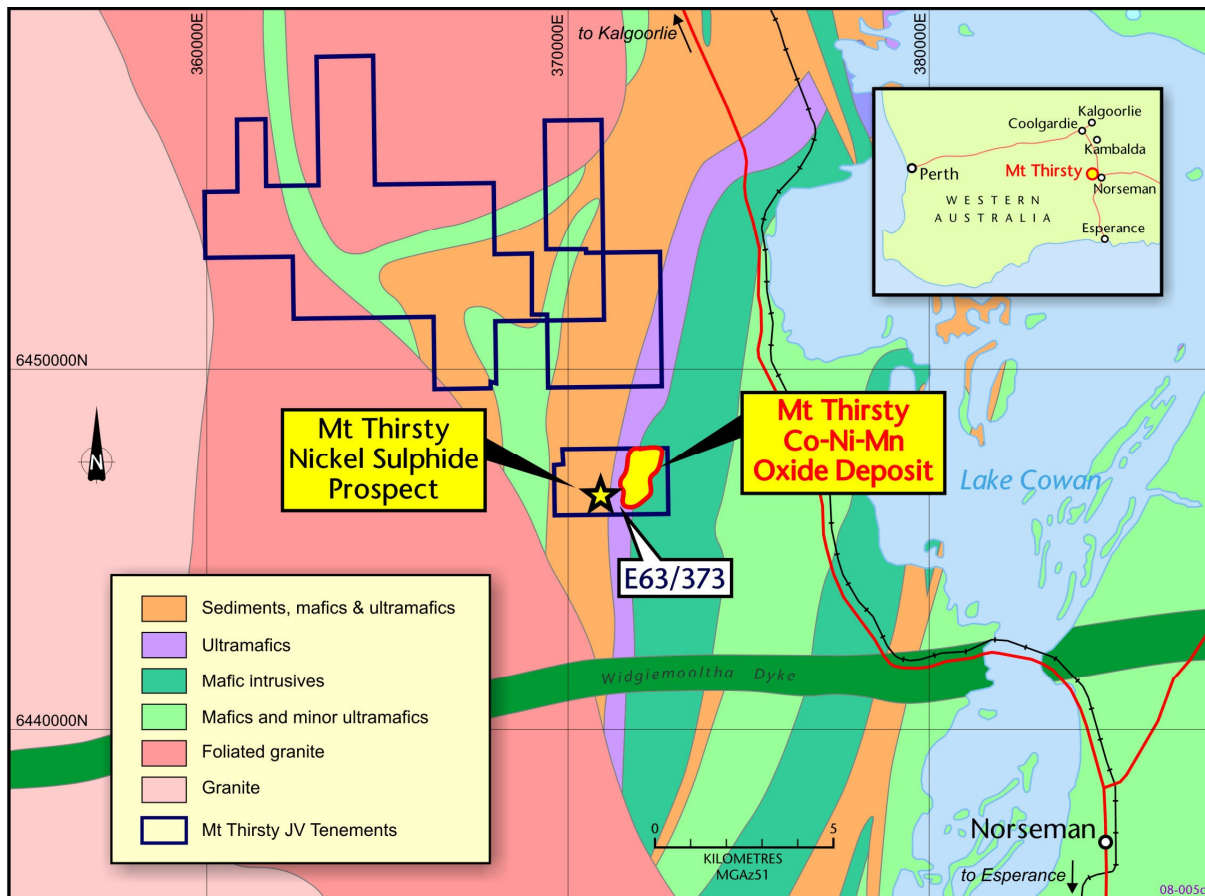 to Kalgoorlie
360000E
370000E
380000E
Kalgoorlie
Coolgardie
Kambalda
Perth
Mt Thirsty
Norseman
WESTERN
AUSTRALIA
Esperance
6450000N
Mt Thirsty
Nickel Sulphide
Prospect
Mt Thirsty
Co-Ni-Mn
Oxide Deposit
Lake Cowan
N
E63/373
Sediments, mafics & ultramafics
Ultramafics
Mafic intrusives
Mafics and minor ultramafics
Foliated granite
Granite
Mt Thirsty JV Tenements
Widgiemooltha Dyke
6440000N
0 5
KILOMETRES
MGAz51
Norseman
to Esperance
08-005c